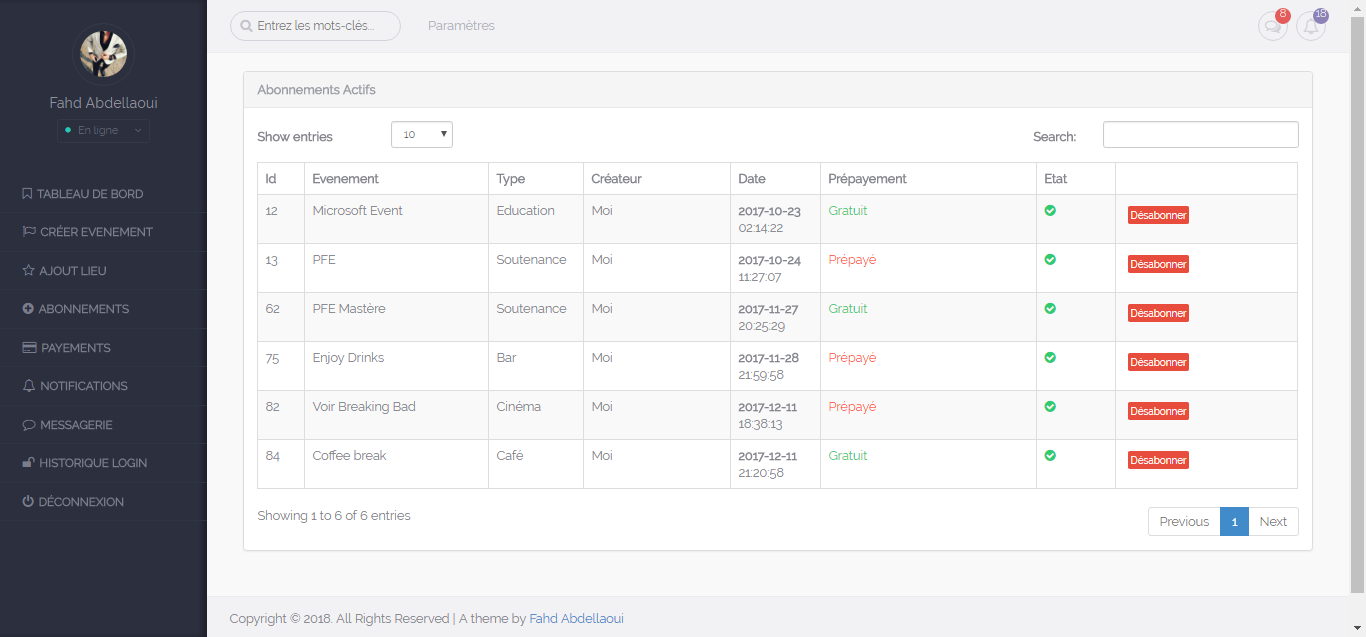 Entrez les mots-clés...
Paramètres
8
18
Fahd Abdellaoui
En ligne
TABLEAU DE BORD
CRÉER EVENEMENT
AJOUT LIEU
ABONNEMENTS
PAYEMENTS
NOTIFICATIONS
MESSAGERIE
HISTORIQUE LOGIN
DÉCONNEXION
Abonnements Actifs
Show entries 10 Search:
Id Evenement Type Créateur Date Prépayement Etat
12 Microsoft Event Education Moi 2017-10-23 02:14:22 Gratuit Désabonner
13 PFE Soutenance Moi 2017-10-24 11:27:07 Prépayé Désabonner
62 PFE Mastère Soutenance Moi 2017-11-27 20:25:29 Gratuit Désabonner
75 Enjoy Drinks Bar Moi 2017-11-28 21:59:58 Prépayé Désabonner
82 Voir Breaking Bad Cinéma Moi 2017-12-11 18:38:13 Prépayé Désabonner
84 Coffee break Café Moi 2017-12-11 21:20:58 Gratuit Désabonner
Showing 1 to 6 of 6 entries
Previous 1 Next
Copyright © 2018. All Rights Reserved | A theme by Fahd Abdellaoui